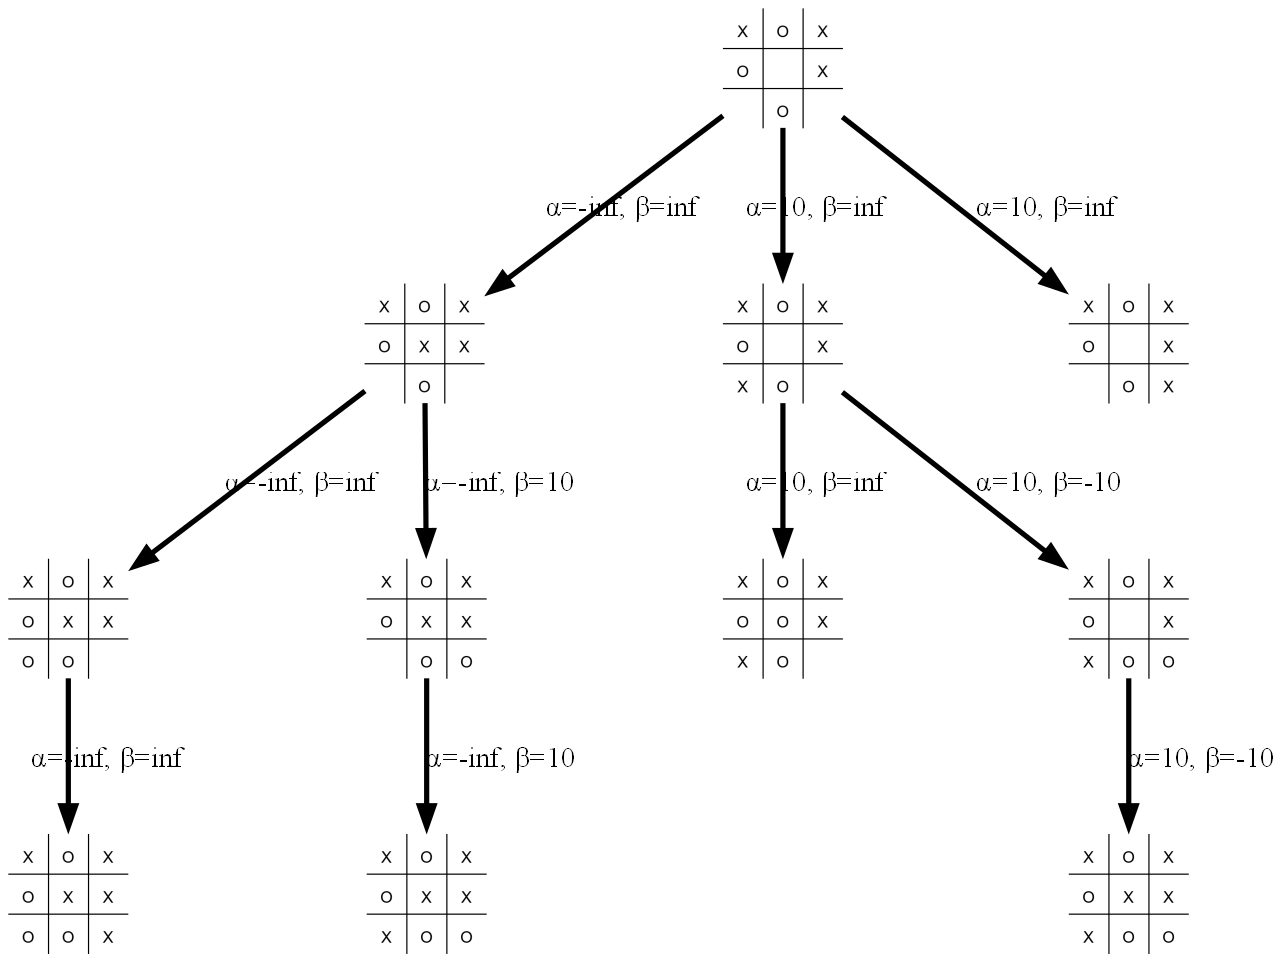 X O X
O X
O
α=-inf, β=inf α=10, β=inf α=10, β=inf
X O X X O X X O X
O X X O X O X
O X O O X
α=-inf, β=inf α=-inf, β=10 α=10, β=inf α=10, β=-10
X O X X O X X O X X O X
O X X O X X O O X O X
O O O O X O X O O
α=-inf, β=inf α=-inf, β=10 α=10, β=-10
X O X X O X X O X
O X X O X X O X X
O O X X O O X O O